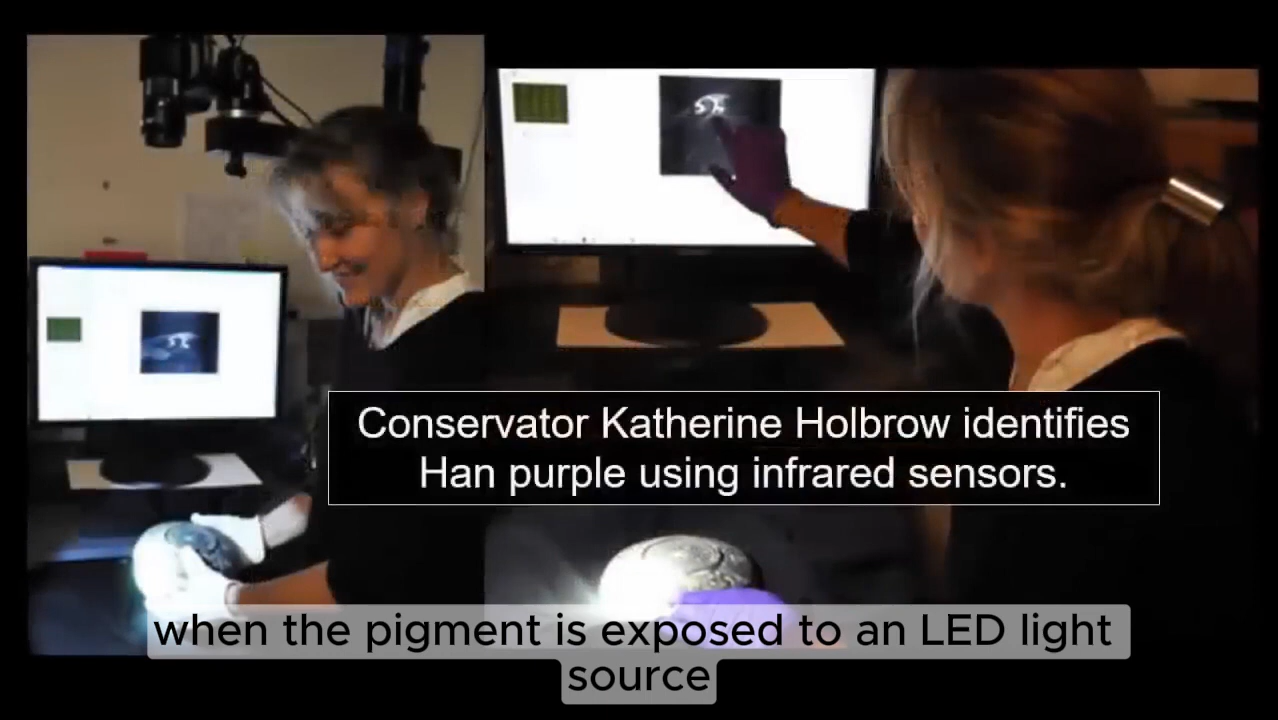 Conservator Katherine Holbrow identifies
Han purple using infrared sensors.
when the pigment is exposed to an LED light
source